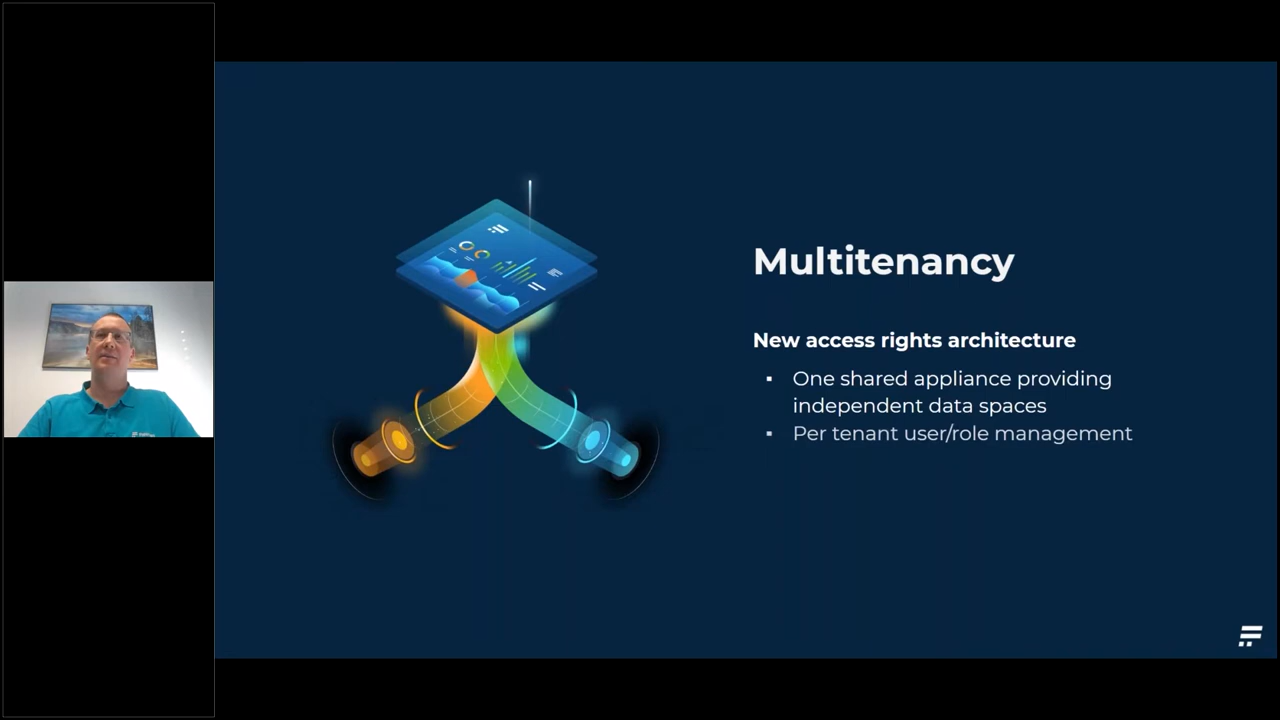 Multitenancy
New access rights architecture
▪ One shared appliance providing
independent data spaces
▪ Per tenant user/role management